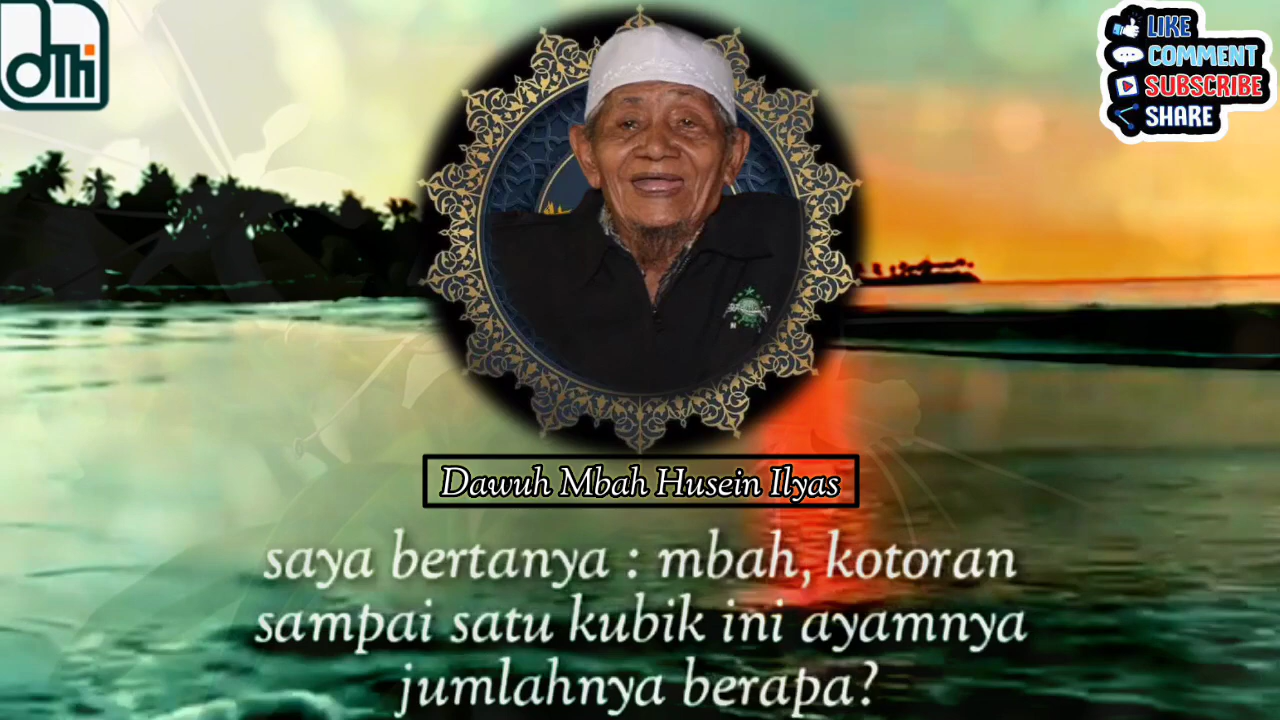 dmi
LIKE
COMMENT
SUBSCRIBE
SHARE
Dawuh Mbah Husein Ilyas
saya bertanya : mbah, kotoran
sampai satu kubik ini ayamnya
jumlahnya berapa?